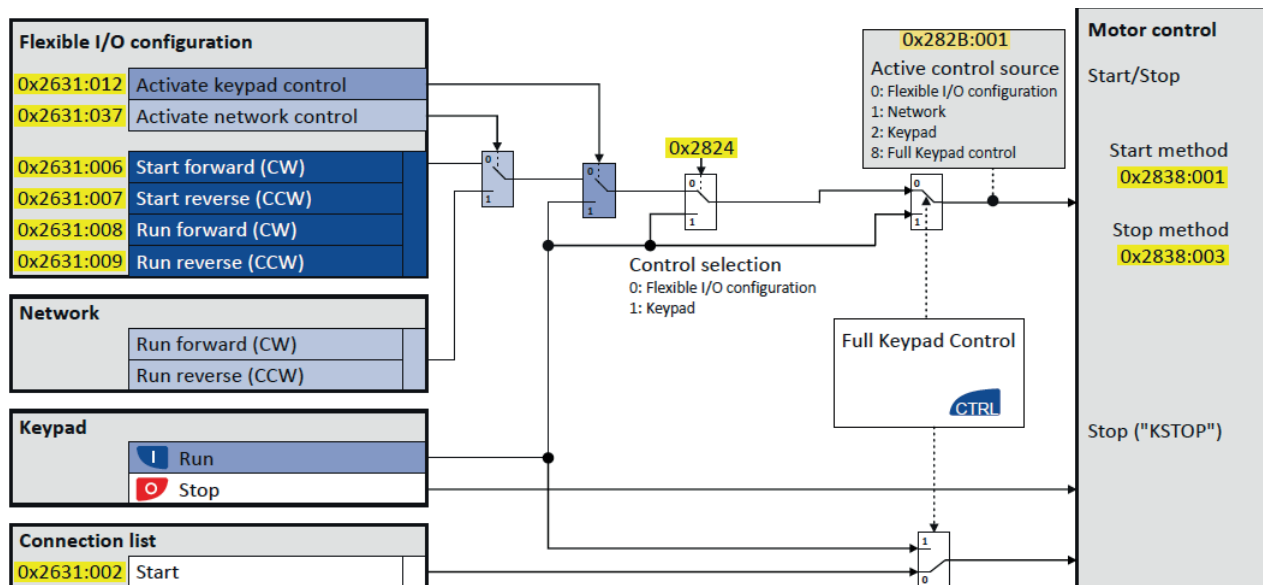 Flexible I/O configuration
0x2631:012 Activate keypad control
0x2631:037 Activate network control
0x2631:006 Start forward (CW)
0x2631:007 Start reverse (CCW)
0x2631:008 Run forward (CW)
0x2631:009 Run reverse (CCW)
Network
Run forward (CW)
Run reverse (CCW)
Keypad
I Run
O Stop
Connection list
0x2631:002 Start
0
1
0
1
0x2824
0
1
Control selection
0: Flexible I/O configuration
1: Keypad
0x282B:001
Active control source
0: Flexible I/O configuration
1: Network
2: Keypad
8: Full Keypad control
0
1
Full Keypad Control
CTRL
1
0
Motor control
Start/Stop
Start method
0x2838:001
Stop method
0x2838:003
Stop ("KSTOP")